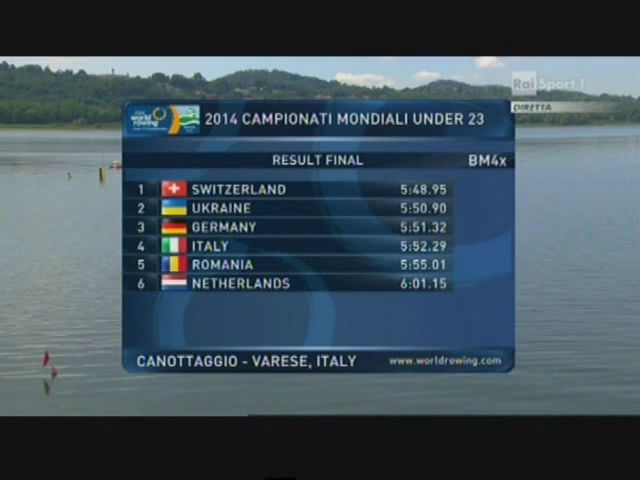 Rai Sport 1
DIRETTA
world rowing
2014 CAMPIONATI MONDIALI UNDER 23
RESULT FINAL BM4x
1 SWITZERLAND 5:48.95
2 UKRAINE 5:50.90
3 GERMANY 5:51.32
4 ITALY 5:52.29
5 ROMANIA 5:55.01
6 NETHERLANDS 6:01.15
CANOTTAGGIO - VARESE, ITALY www.worldrowing.com